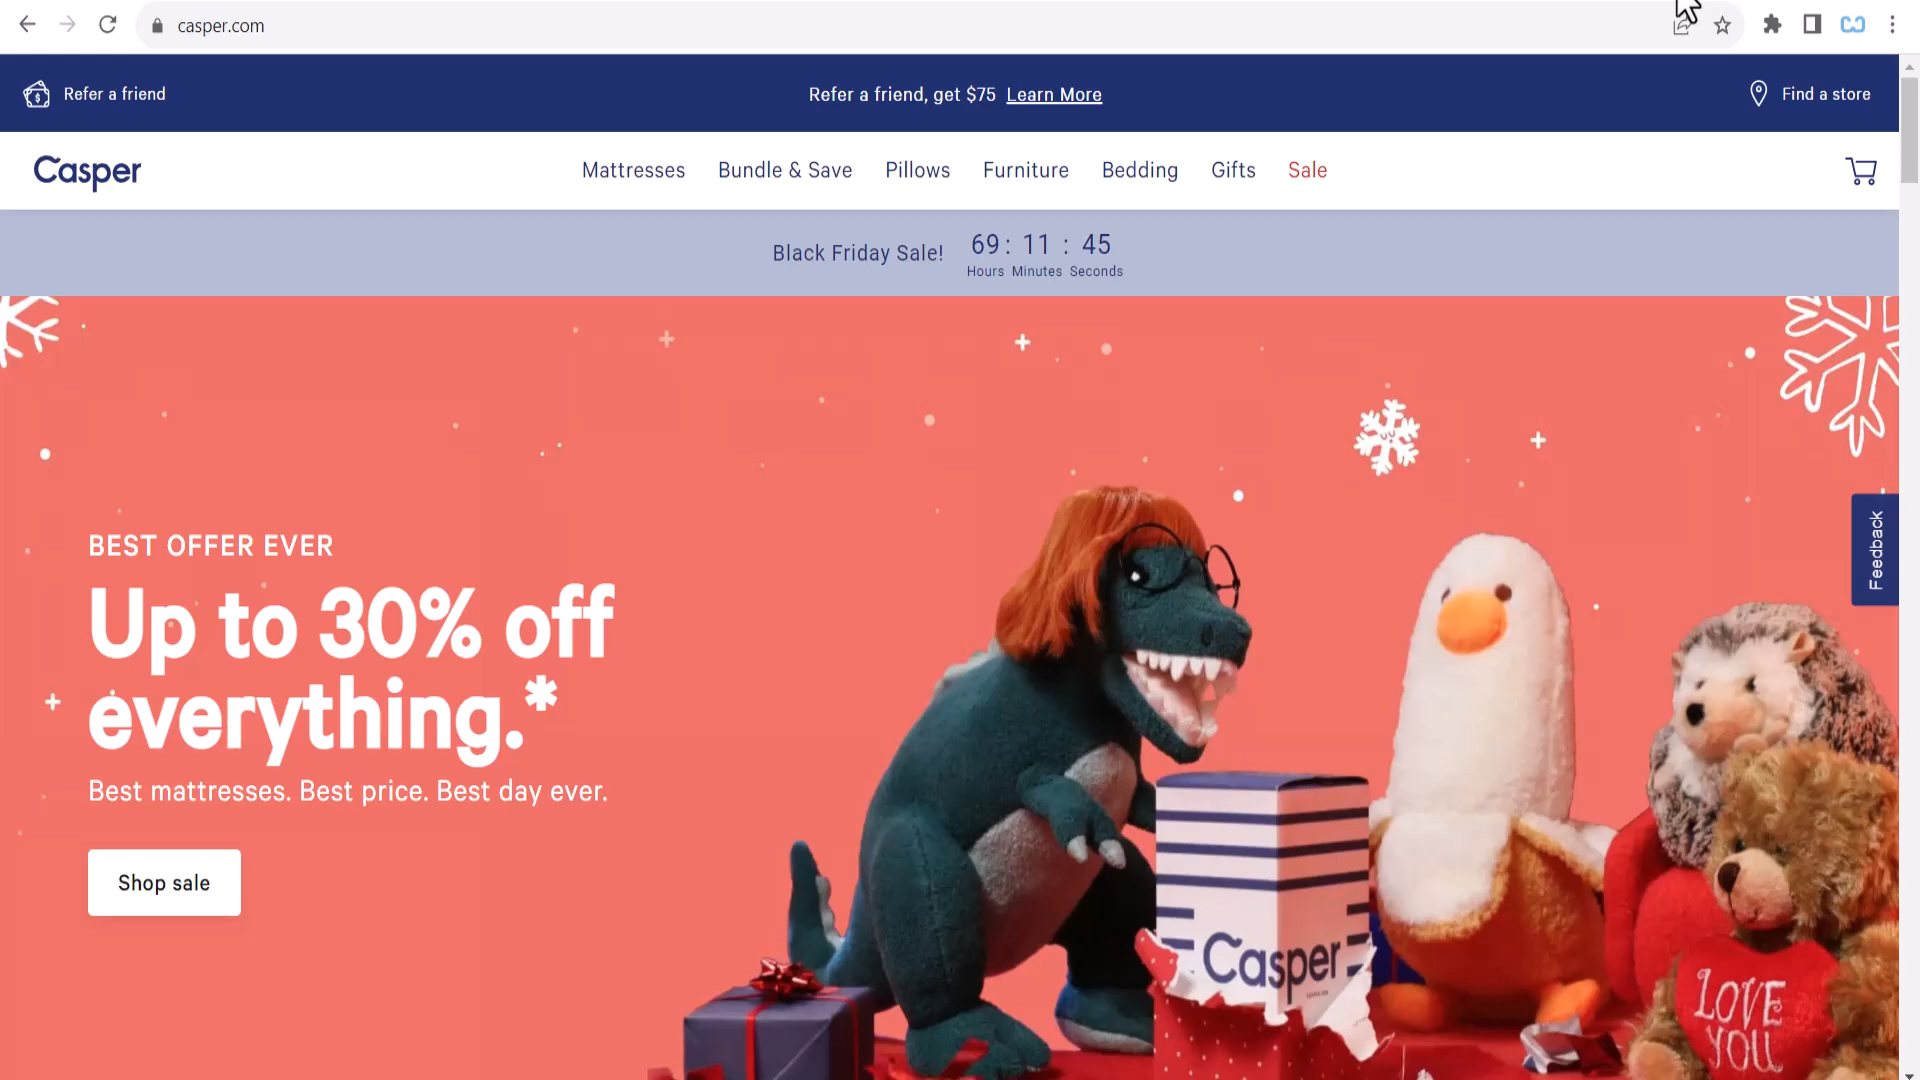 casper.com
Refer a friend
Refer a friend, get $75 Learn More
Find a store
Casper
Mattresses Bundle & Save Pillows Furniture Bedding Gifts Sale
Black Friday Sale!
69 : 11 : 45
Hours Minutes Seconds
BEST OFFER EVER
Up to 30% off
everything.*
Best mattresses. Best price. Best day ever.
Shop sale
Feedback
Casper
LOVE
YOU